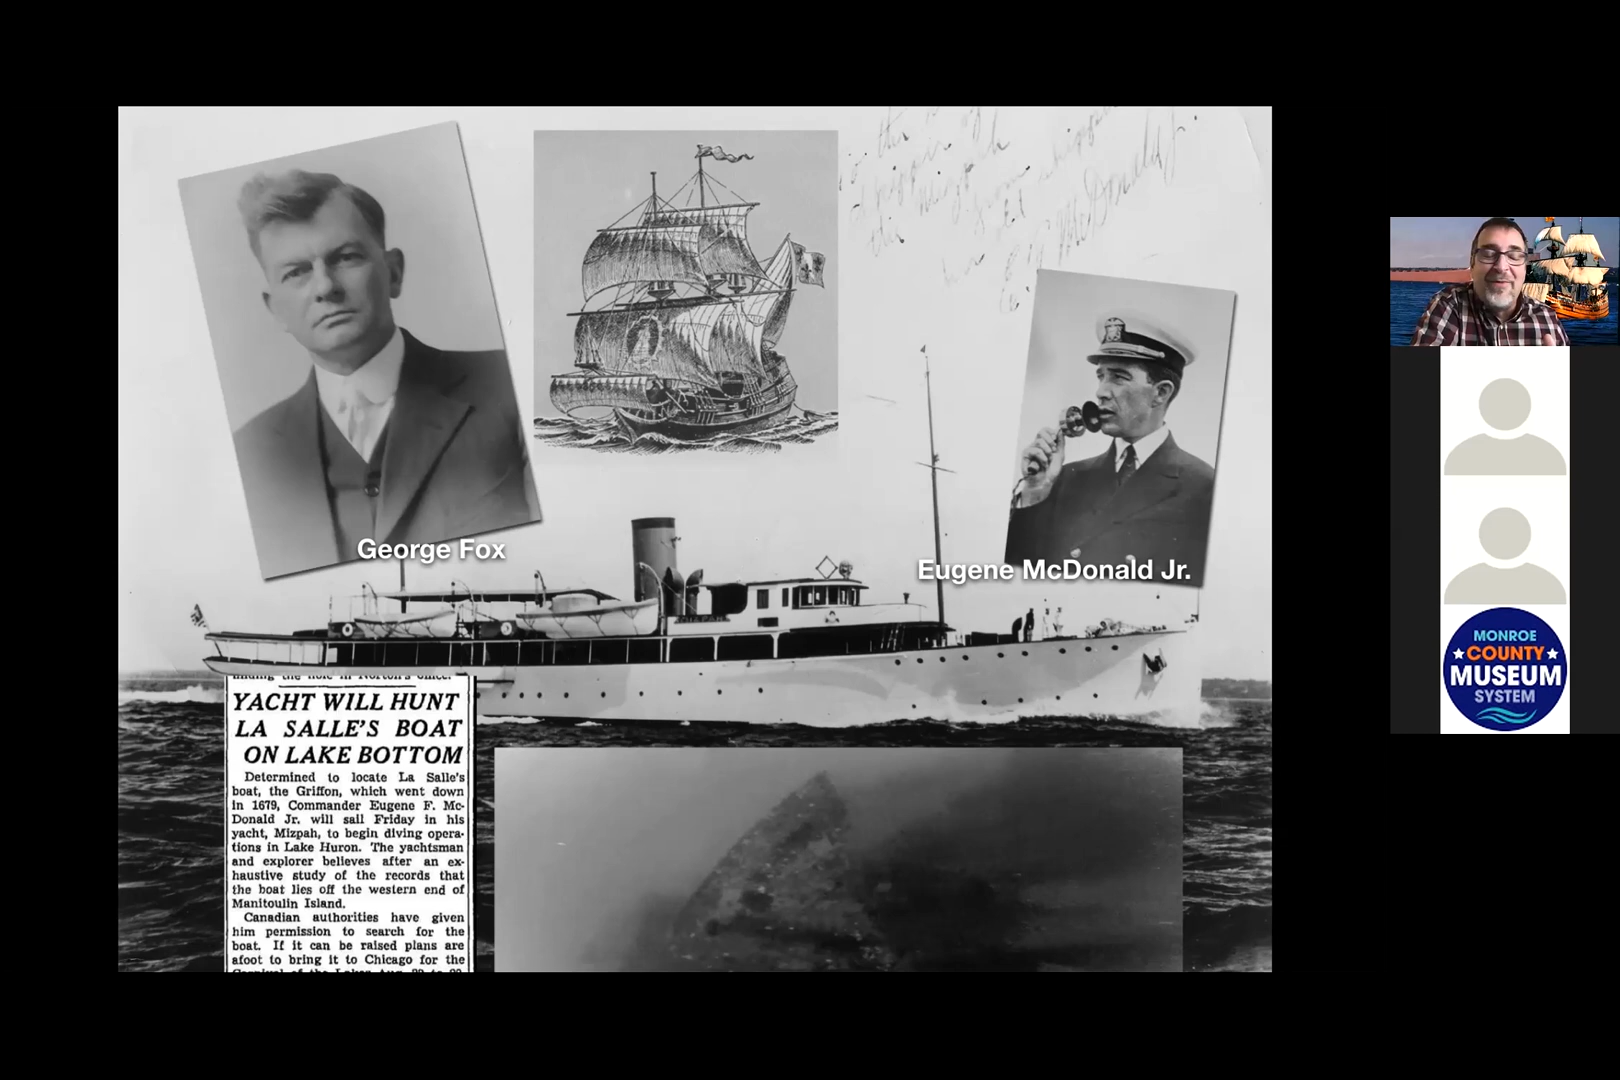 McDonald Jr
George Fox
Eugene McDonald Jr.
YACHT WILL HUNT
LA SALLE'S BOAT
ON LAKE BOTTOM
Determined to locate La Salle's
boat, the Griffon, which went down
in 1679, Commander Eugene F. Mc-
Donald Jr. will sail Friday in his
yacht, Mizpah, to begin diving opera-
tions in Lake Huron. The yachtsman
and explorer believes after an ex-
haustive study of the records that
the boat lies off the western end of
Manitoulin Island.
Canadian authorities have given
him permission to search for the
boat. If it can be raised plans are
afoot to bring it to Chicago for the
MONROE
COUNTY
MUSEUM
SYSTEM